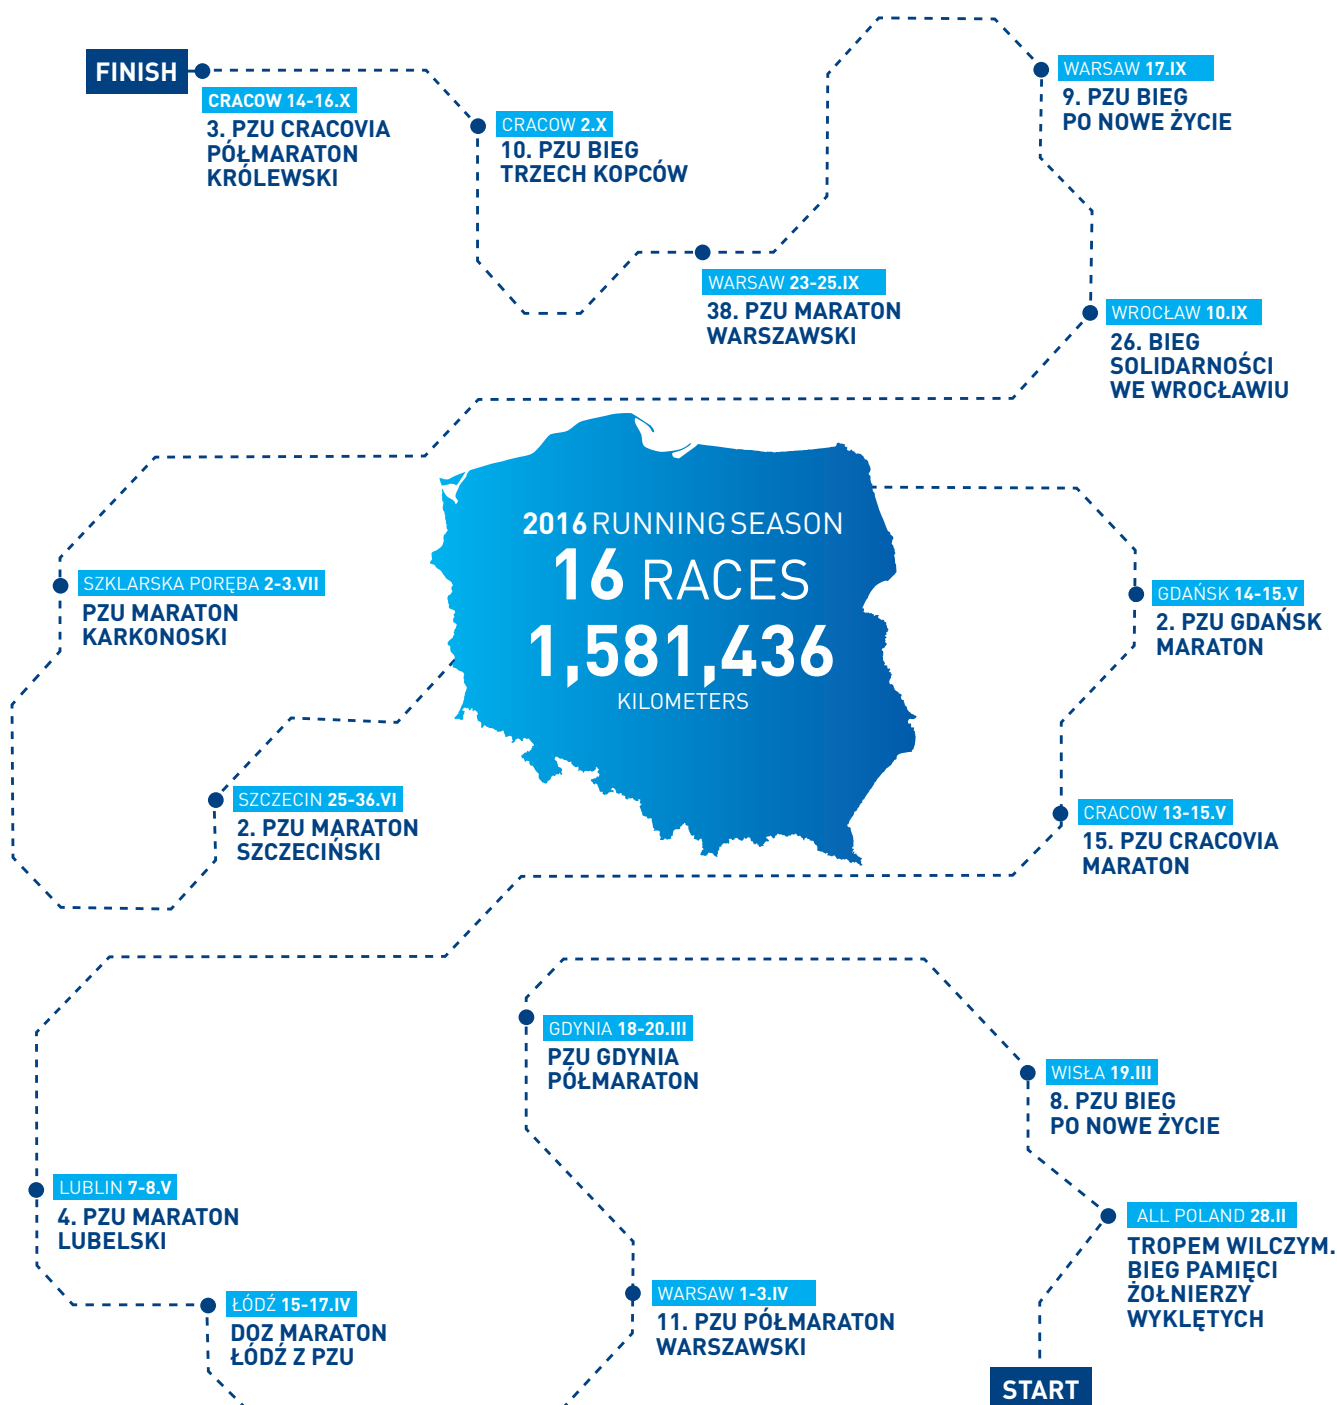 FINISH
CRACOW 14-16.X
3. PZU CRACOVIA
PÓŁMARATON
KRÓLEWSKI
CRACOW 2.X
10. PZU BIEG
TRZECH KOPCÓW
WARSAW 17.IX
9. PZU BIEG
PO NOWE ŻYCIE
WARSAW 23-25.IX
38. PZU MARATON
WARSZAWSKI
WROCŁAW 10.IX
26. BIEG
SOLIDARNOŚCI
WE WROCŁAWIU
2016 RUNNING SEASON
16 RACES
1,581,436
KILOMETERS
SZKLARSKA PORĘBA 2-3.VII
PZU MARATON
KARKONOSKI
GDAŃSK 14-15.V
2. PZU GDAŃSK
MARATON
SZCZECIN 25-36.VI
2. PZU MARATON
SZCZECIŃSKI
CRACOW 13-15.V
15. PZU CRACOVIA
MARATON
GDYNIA 18-20.III
PZU GDYNIA
PÓŁMARATON
WISŁA 19.III
8. PZU BIEG
PO NOWE ŻYCIE
LUBLIN 7-8.V
4. PZU MARATON
LUBELSKI
ALL POLAND 28.II
TROPEM WILCZYM.
BIEG PAMIĘCI
ŻOŁNIERZY
WYKLĘTYCH
ŁÓDŹ 15-17.IV
DOZ MARATON
ŁÓDŹ Z PZU
WARSAW 1-3.IV
11. PZU PÓŁMARATON
WARSZAWSKI
START